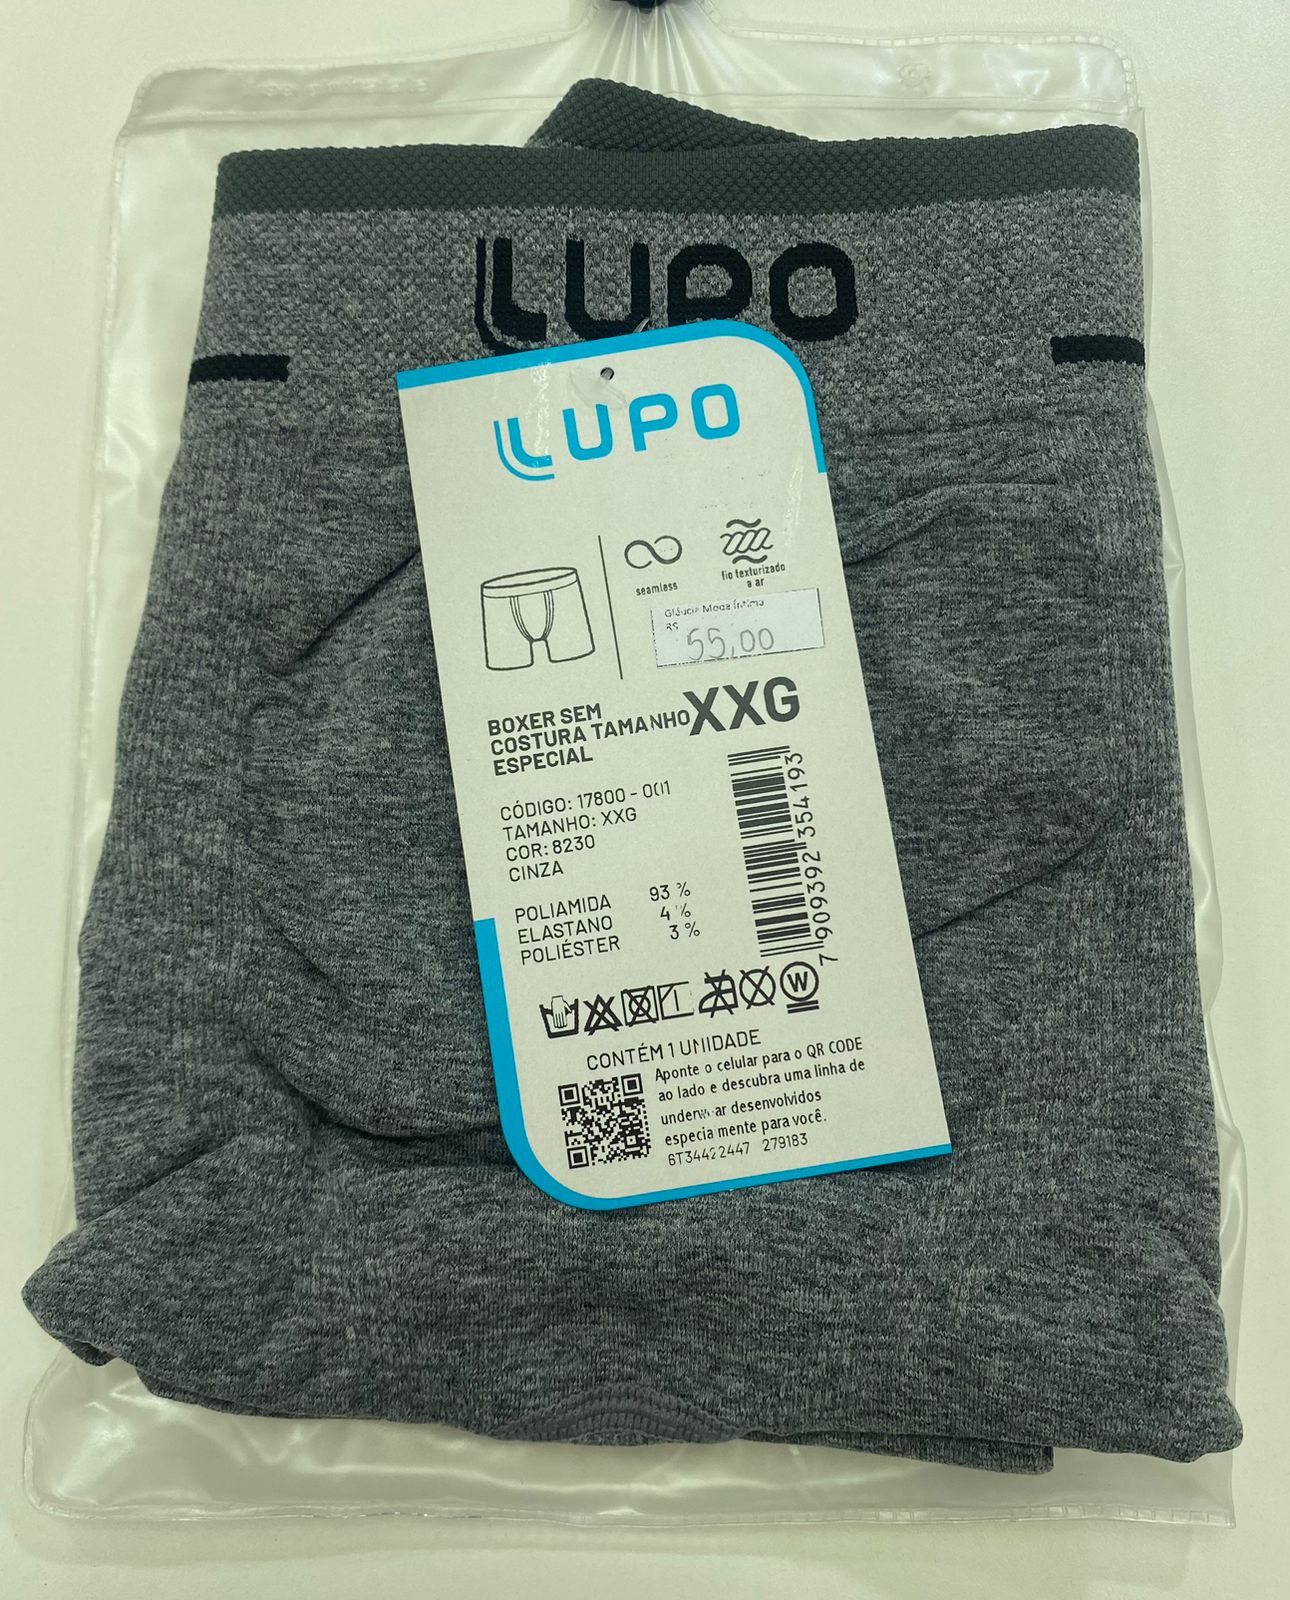 LUPO
LUPO
seamless
fio texturizado
a ar
Gláucia Moda Íntima
R$
55,00
BOXER SEM
COSTURA TAMANHO XXG
ESPECIAL
CÓDIGO: 17800 - 001
TAMANHO: XXG
COR: 8230
CINZA
POLIAMIDA 93 %
ELASTANO 4 %
POLIÉSTER 3 %
7 909392 354193
W
CONTÉM 1 UNIDADE
Aponte o celular para o QR CODE
ao lado e descubra uma linha de
underwear desenvolvidos
especialmente para você.
6T34422447 279183